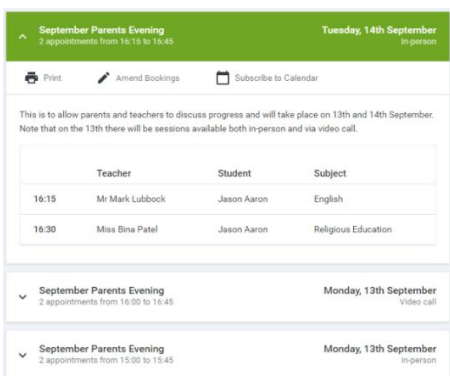 September Parents Evening Tuesday, 14th September
2 appointments from 16:15 to 16:45 In-person
Print Amend Bookings Subscribe to Calendar
This is to allow parents and teachers to discuss progress and will take place on 13th and 14th September.
Note that on the 13th there will be sessions available both in-person and via video call.
Teacher Student Subject
16:15 Mr Mark Lubbock Jason Aaron English
16:30 Miss Bina Patel Jason Aaron Religious Education
September Parents Evening Monday, 13th September
2 appointments from 16:00 to 16:45 Video call
September Parents Evening Monday, 13th September
2 appointments from 15:00 to 15:45 In-person